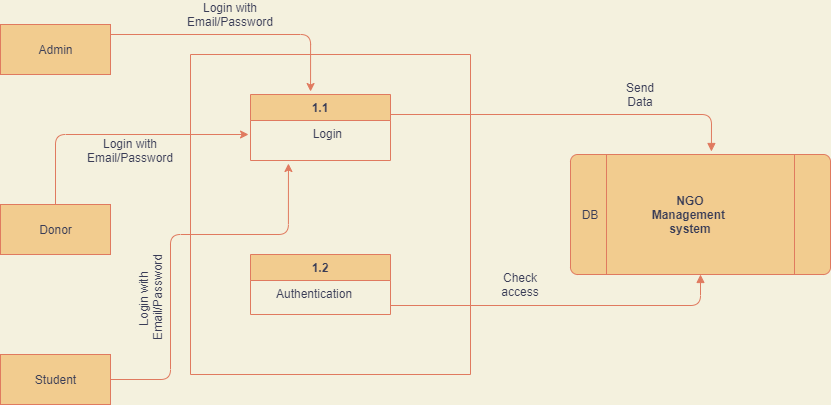 Login with
Email/Password
Admin
1.1
Login
Send
Data
Login with
Email/Password
DB
NGO
Management
system
Donor
1.2
Authentication
Check
access
Login with
Email/Password
Student